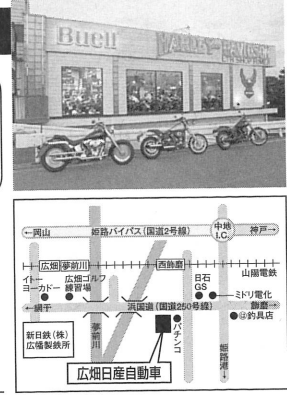 Buell HARLEY-DAVIDSON
←岡山 姫路バイパス(国道2号線) 中地I.C. 神戸→
広畑 夢前川 西飾磨 山陽電鉄
イトーヨーカドー
広畑ゴルフ練習場
日石GS
ミドリ電化
←網干 浜国道(国道250号線) 飾磨→
㊥釣具店
パチンコ
新日鉄(株)
広幡製鉄所
夢前川
姫路港
広畑日産自動車